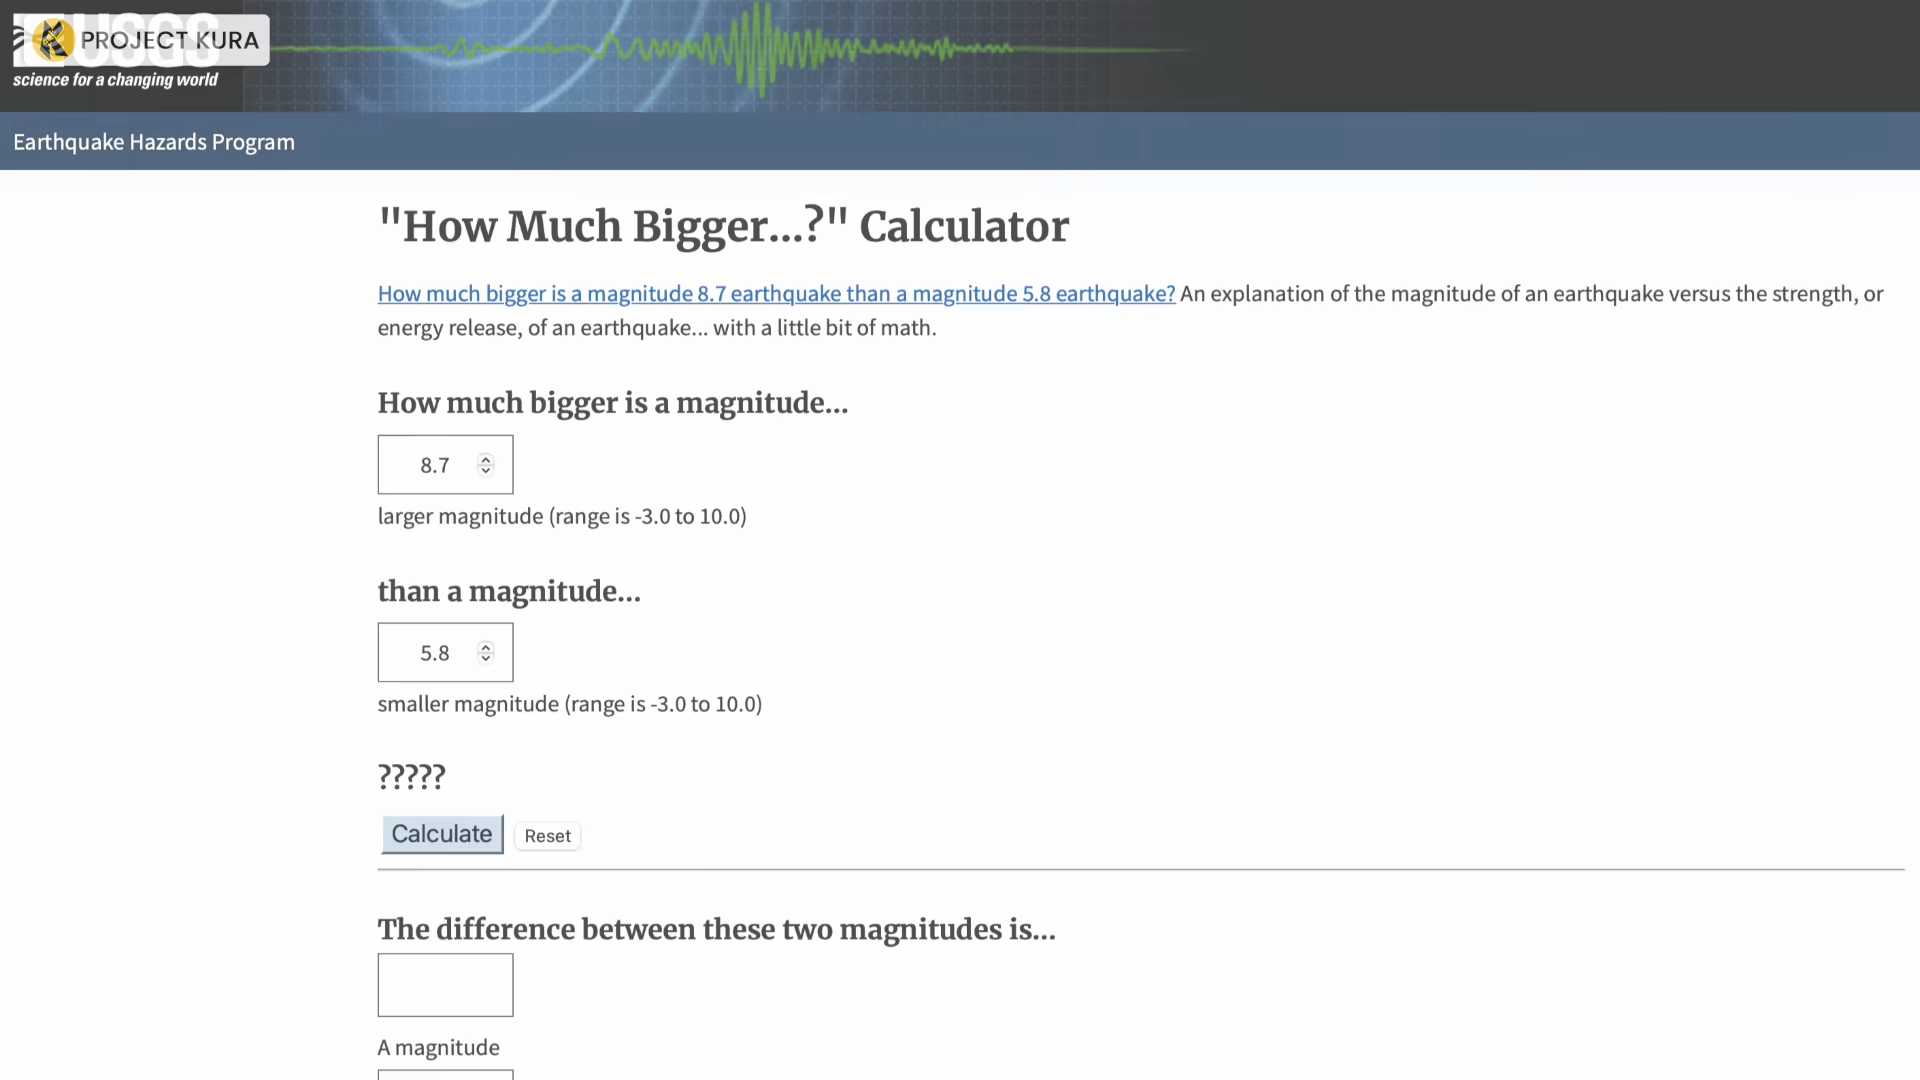 USGS
PROJECT KURA
science for a changing world
Earthquake Hazards Program
"How Much Bigger...?" Calculator
How much bigger is a magnitude 8.7 earthquake than a magnitude 5.8 earthquake? An explanation of the magnitude of an earthquake versus the strength, or
energy release, of an earthquake... with a little bit of math.
How much bigger is a magnitude...
8.7
larger magnitude (range is -3.0 to 10.0)
than a magnitude...
5.8
smaller magnitude (range is -3.0 to 10.0)
?????
Calculate Reset
The difference between these two magnitudes is...
A magnitude